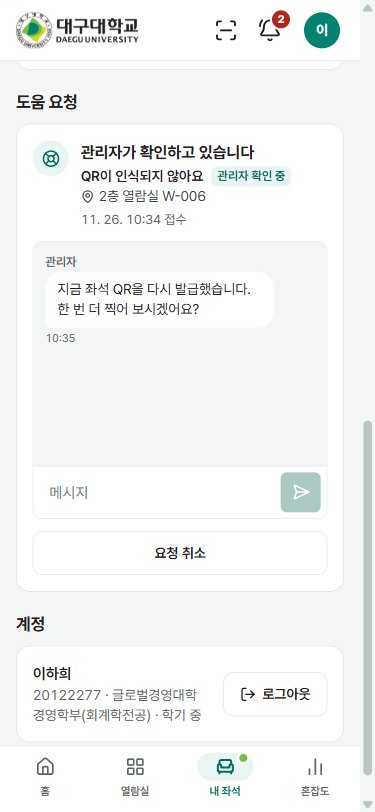 대구대학교
DAEGU UNIVERSITY
2
이
도움 요청
관리자가 확인하고 있습니다
QR이 인식되지 않아요 관리자 확인 중
2층 열람실 W-006
11. 26. 10:34 접수
관리자
지금 좌석 QR을 다시 발급했습니다.
한 번 더 찍어 보시겠어요?
10:35
메시지
요청 취소
계정
이하희
20122277 · 글로벌경영대학
경영학부(회계학전공) · 학기 중
로그아웃
홈
열람실
내 좌석
혼잡도